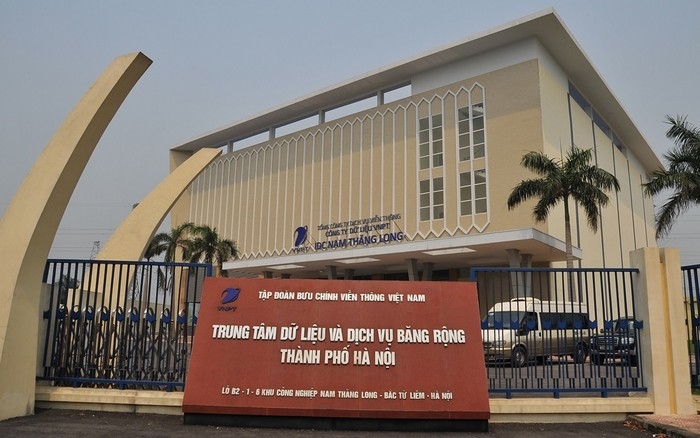 TỔNG CÔNG TY DỊCH VỤ VIỄN THÔNG
CÔNG TY DỮ LIỆU VNPT
IDC NAM THĂNG LONG
VNPT
TẬP ĐOÀN BƯU CHÍNH VIỄN THÔNG VIỆT NAM
VNPT
TRUNG TÂM DỮ LIỆU VÀ DỊCH VỤ BĂNG RỘNG
THÀNH PHỐ HÀ NỘI
LÔ B2 - 1 - 6 KHU CÔNG NGHIỆP NAM THĂNG LONG - BẮC TỪ LIÊM - HÀ NỘI